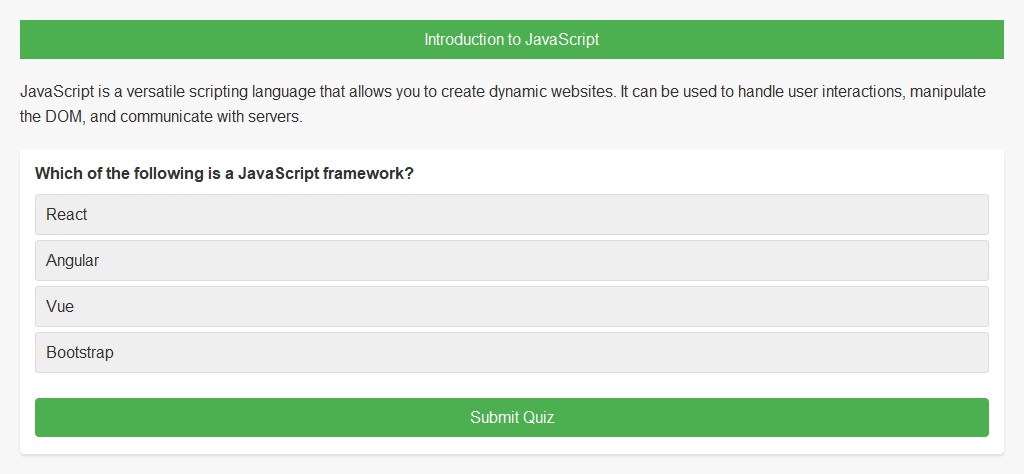 Introduction to JavaScript
JavaScript is a versatile scripting language that allows you to create dynamic websites. It can be used to handle user interactions, manipulate
the DOM, and communicate with servers.
Which of the following is a JavaScript framework?
React
Angular
Vue
Bootstrap
Submit Quiz